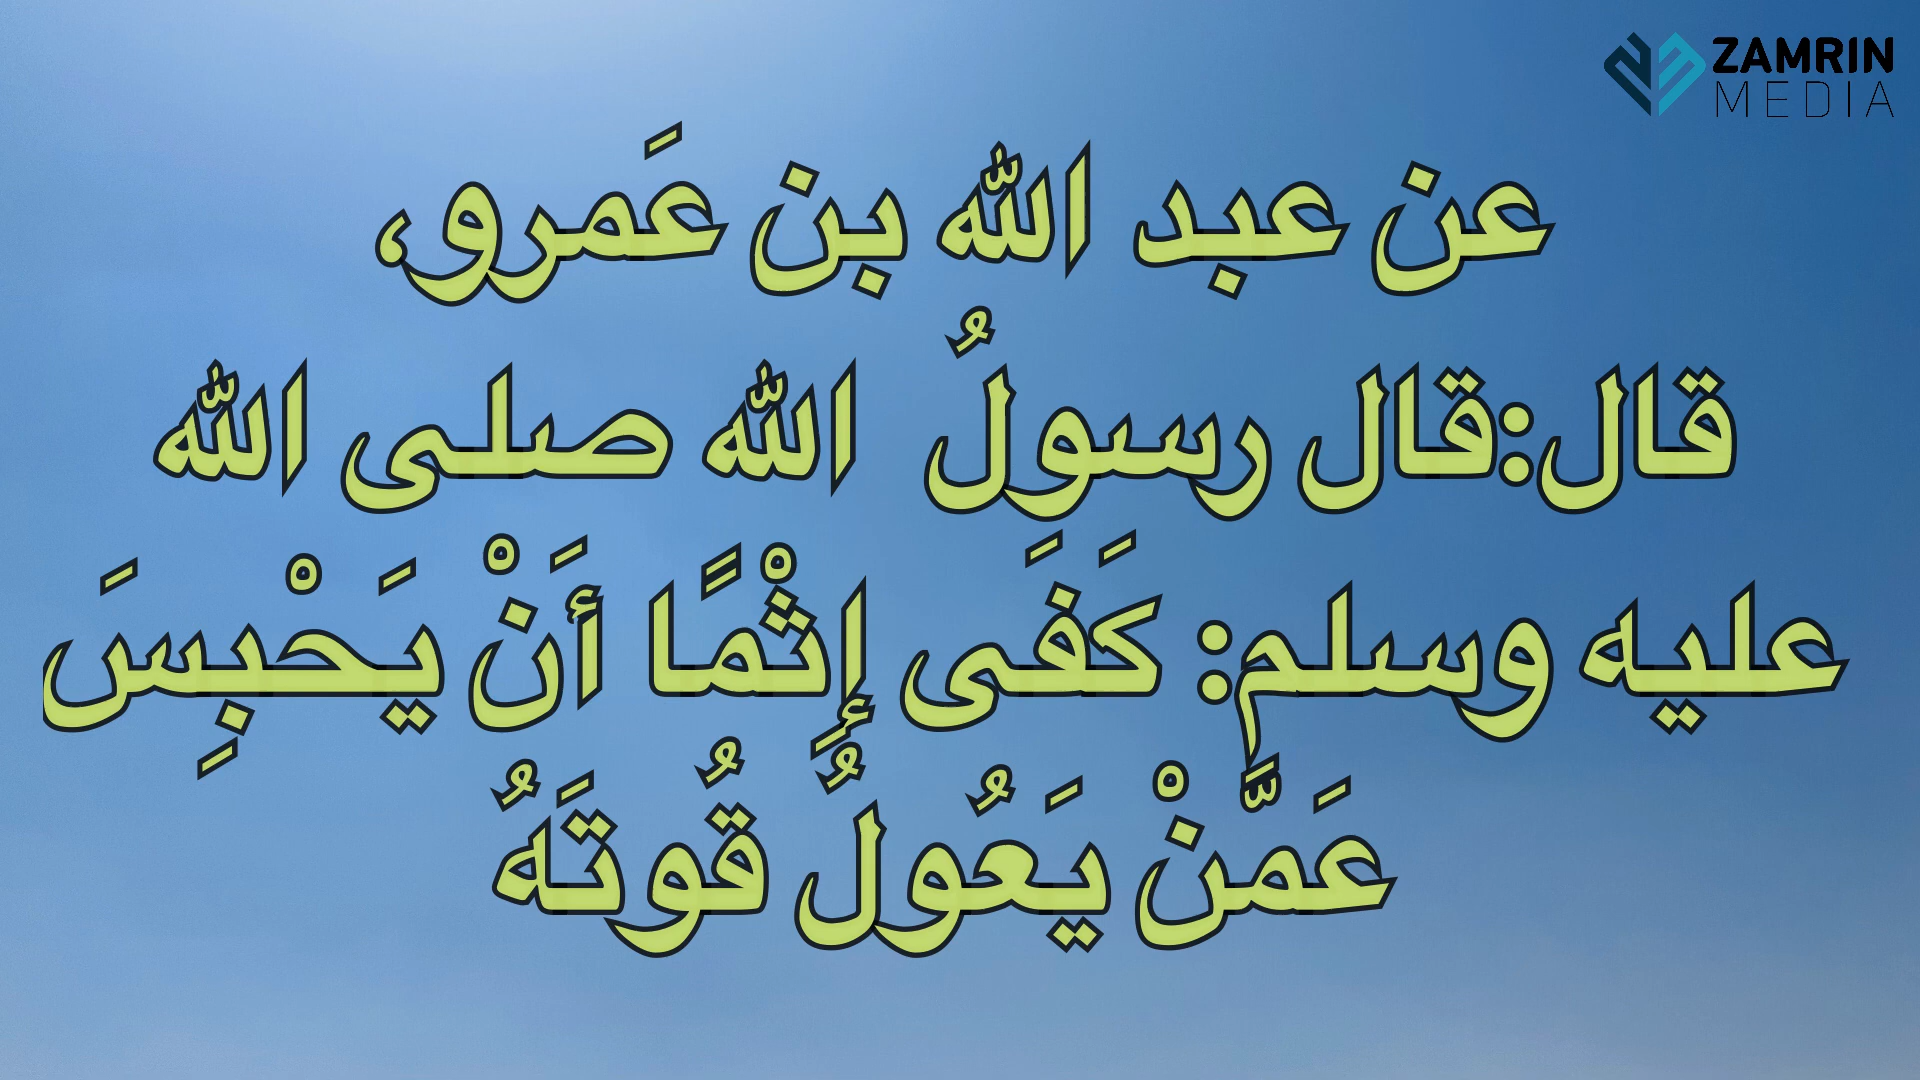 ZAMRIN
MEDIA
عن عبد الله بن عَمرو،
قال:قال رسولُ الله صلى الله
عليه وسلم: كَفَى إِثْمًا أَنْ يَحْبِسَ
عَمَّنْ يَعُولُ قُوتَهُ